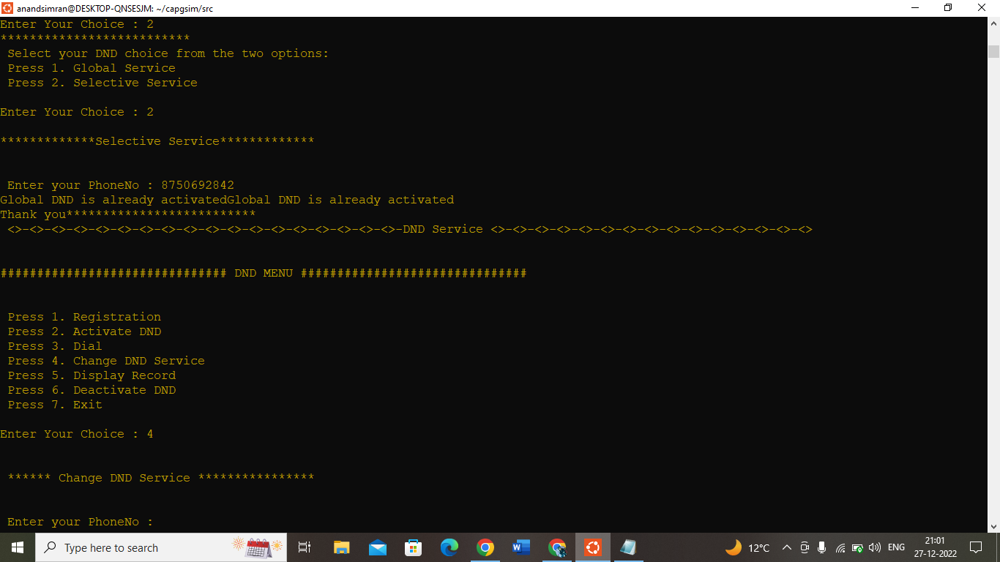 anandsimran@DESKTOP-QNSESJM: ~/capgsim/src
Enter Your Choice : 2
**************************
Select your DND choice from the two options:
Press 1. Global Service
Press 2. Selective Service
Enter Your Choice : 2
*************Selective Service*************
Enter your PhoneNo : 8750692842
Global DND is already activatedGlobal DND is already activated
Thank you**************************
<>-<>-<>-<>-<>-<>-<>-<>-<>-<>-<>-<>-<>-<>-<>-<>-<>-<>-DND Service <>-<>-<>-<>-<>-<>-<>-<>-<>-<>-<>-<>-<>-<>-<>
############################### DND MENU ###############################
Press 1. Registration
Press 2. Activate DND
Press 3. Dial
Press 4. Change DND Service
Press 5. Display Record
Press 6. Deactivate DND
Press 7. Exit
Enter Your Choice : 4
****** Change DND Service ****************
Enter your PhoneNo :
Type here to search
12°C
ENG
21:01
27-12-2022